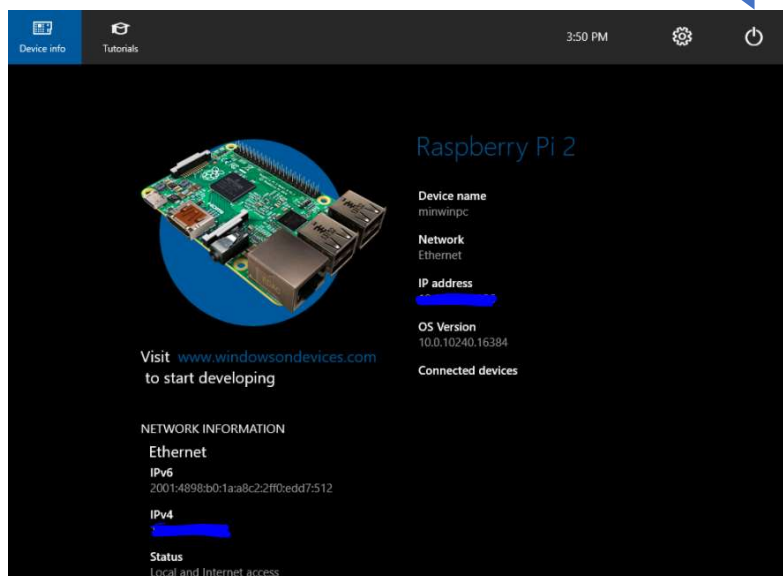 Device info
Tutorials
3:50 PM
Raspberry Pi 2
Device name
minwinpc
Network
Ethernet
IP address
OS Version
10.0.10240.16384
Connected devices
Visit www.windowsondevices.com
to start developing
NETWORK INFORMATION
Ethernet
IPv6
2001:4898:b0:1a:a8c2:2ff0:edd7:512
IPv4
Status
Local and Internet access